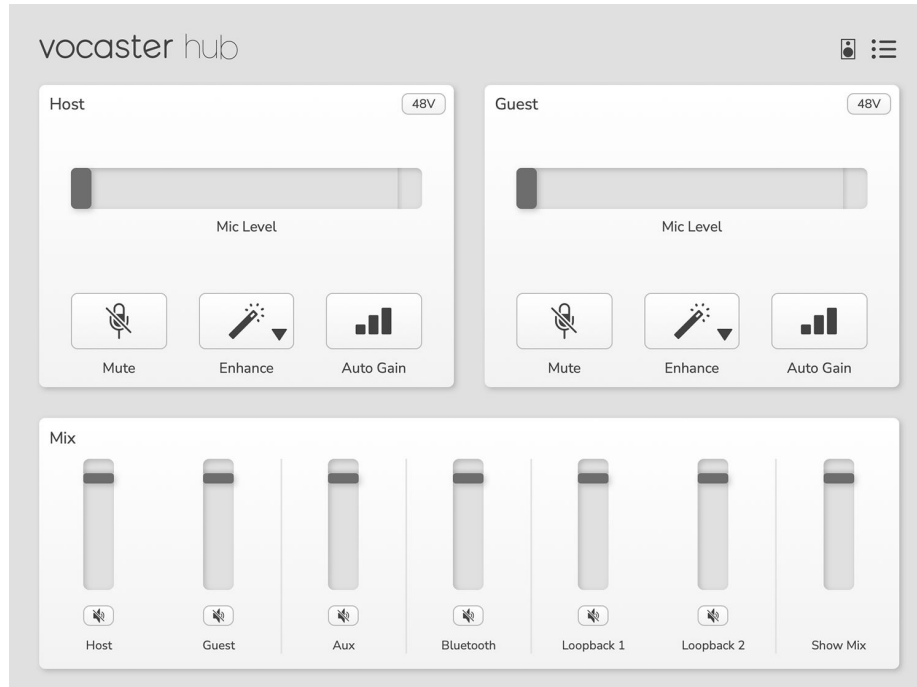 vocaster hub
Host 48V
Mic Level
Mute Enhance Auto Gain
Guest 48V
Mic Level
Mute Enhance Auto Gain
Mix
Host Guest Aux Bluetooth Loopback 1 Loopback 2 Show Mix